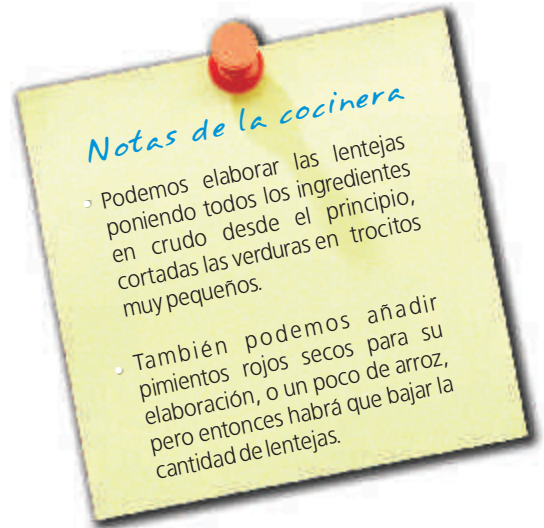 Notas de la cocinera
Podemos elaborar las lentejas
poniendo todos los ingredientes
en crudo desde el principio,
cortadas las verduras en trocitos
muy pequeños.
También podemos añadir
pimientos rojos secos para su
elaboración, o un poco de arroz,
pero entonces habrá que bajar la
cantidad de lentejas.